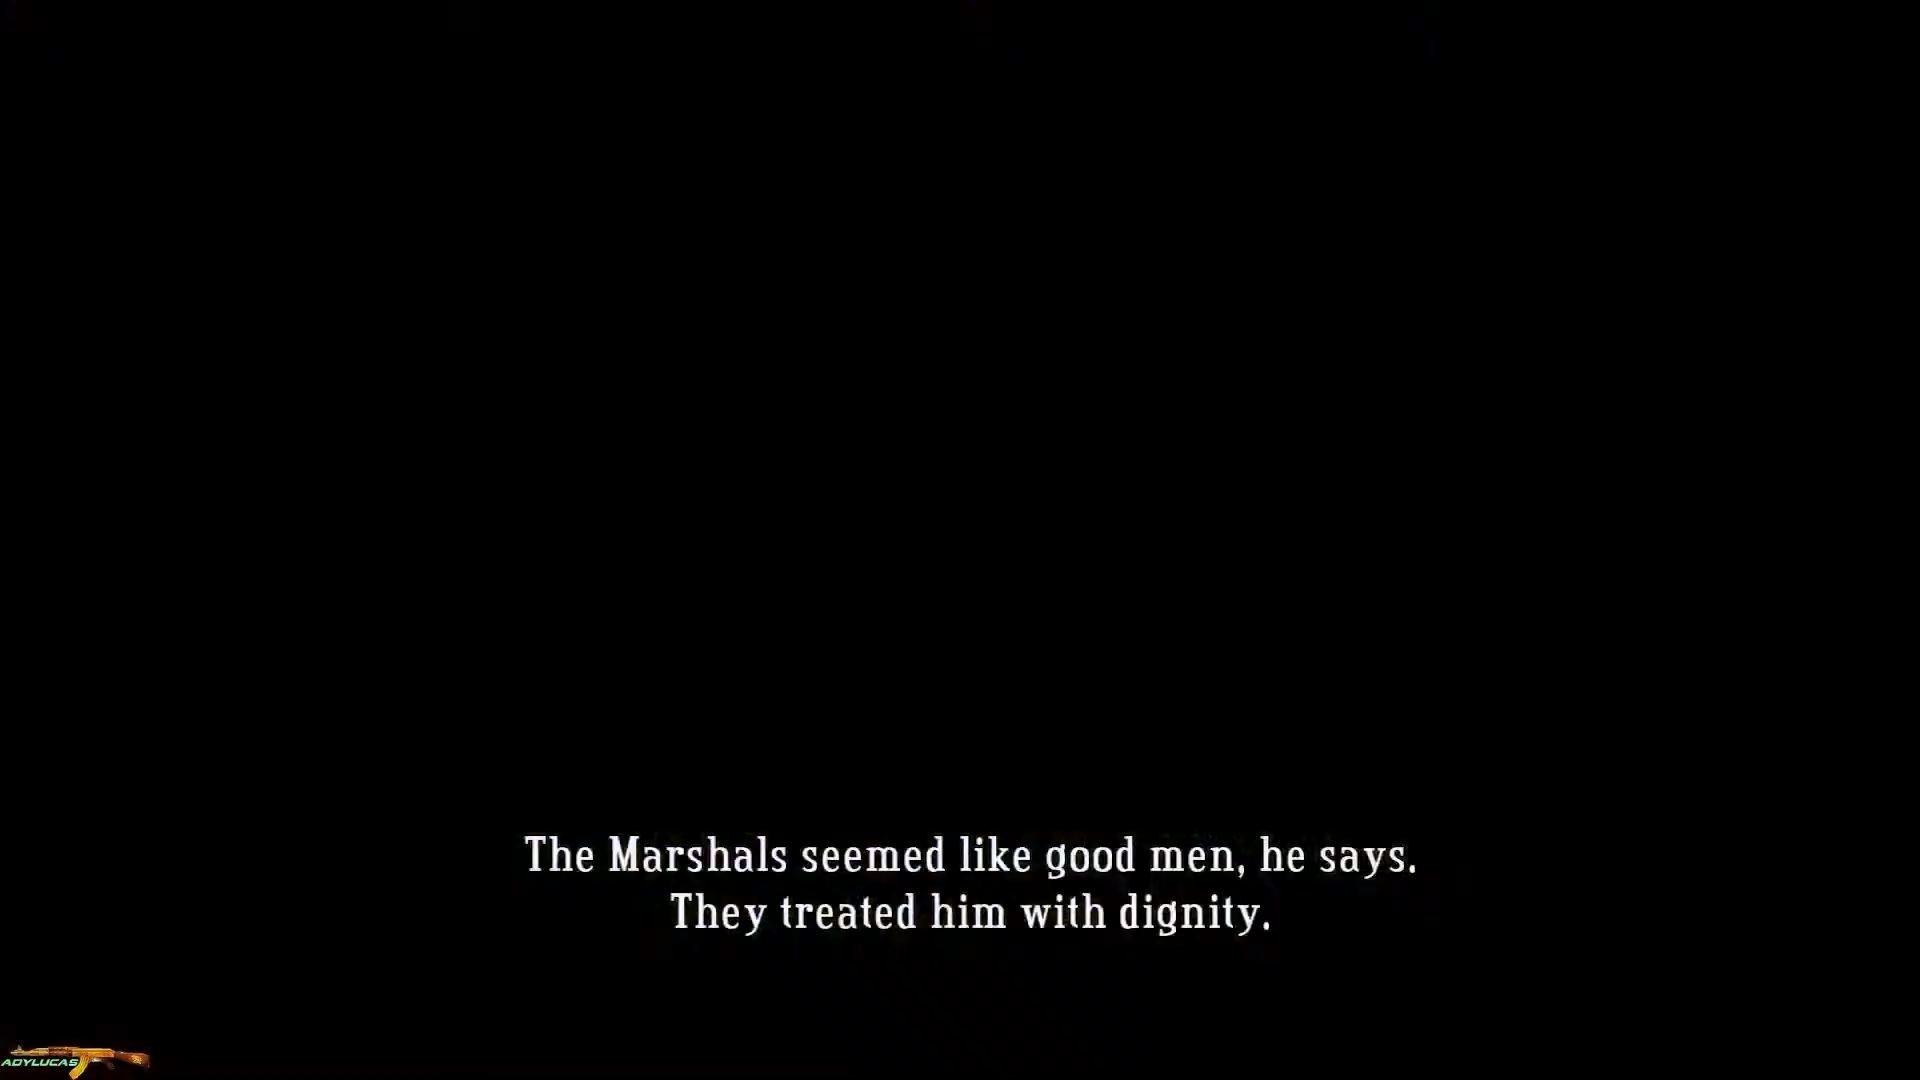 The Marshals seemed like good men, he says.
They treated him with dignity.
ADYLUCAS